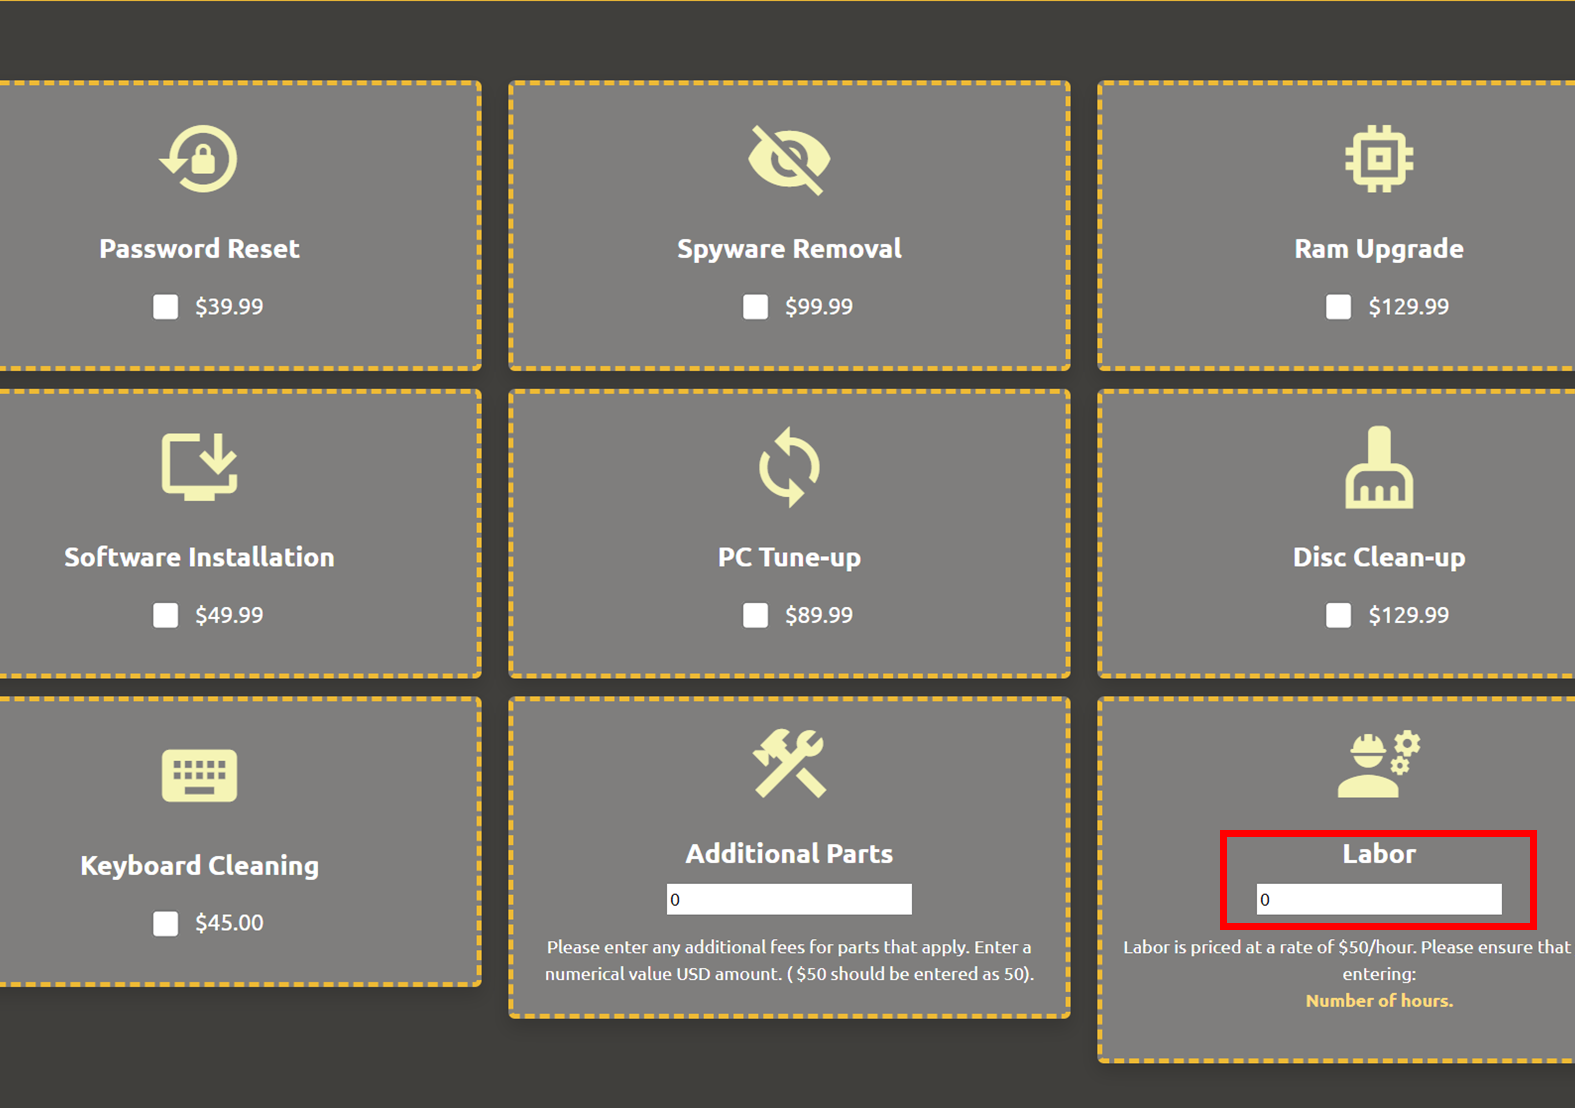 Password Reset
$39.99
Spyware Removal
$99.99
Ram Upgrade
$129.99
Software Installation
$49.99
PC Tune-up
$89.99
Disc Clean-up
$129.99
Keyboard Cleaning
$45.00
Additional Parts
0
Please enter any additional fees for parts that apply. Enter a
numerical value USD amount. ( $50 should be entered as 50).
Labor
0
Labor is priced at a rate of $50/hour. Please ensure that
entering:
Number of hours.